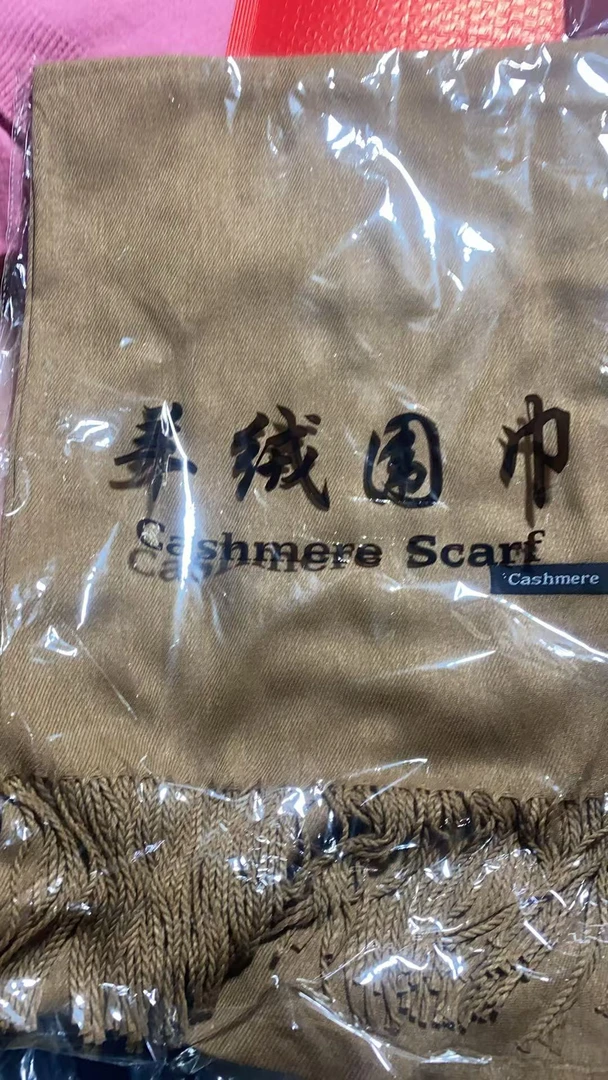 羊绒围巾
Cashmere Scarf
Cashmere